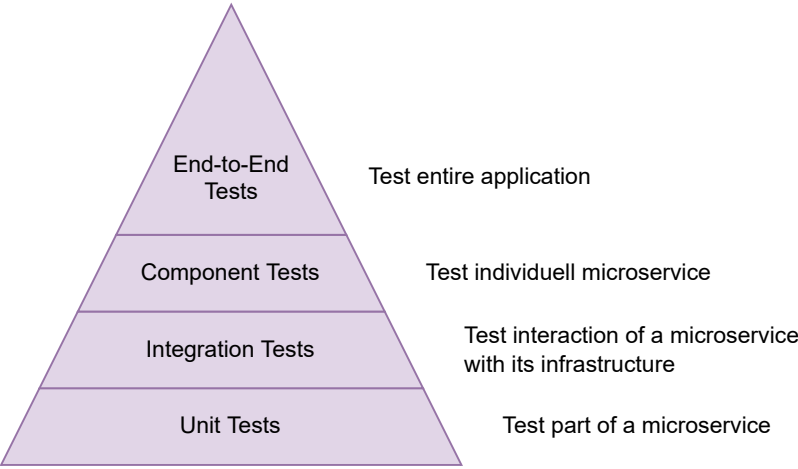 End-to-End
Tests
Test entire application
Component Tests
Test individuell microservice
Integration Tests
Test interaction of a microservice
with its infrastructure
Unit Tests
Test part of a microservice